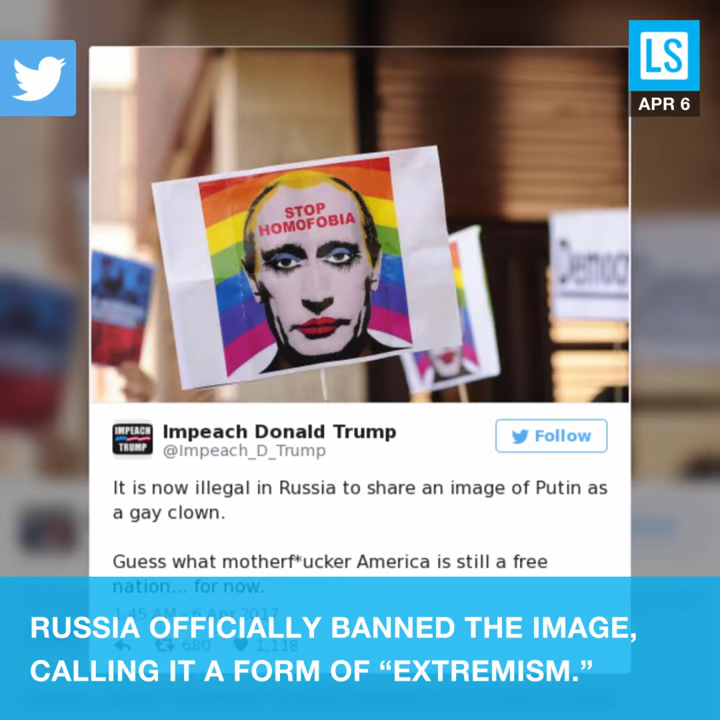 LS
APR 6
STOP
HOMOFOBIA
Democ
IMPEACH
TRUMP
Impeach Donald Trump
@Impeach_D_Trump
Follow
It is now illegal in Russia to share an image of Putin as
a gay clown.
Guess what motherf*ucker America is still a free
nation... for now.
1:45 AM - 6 Apr 2017
680 1,118
RUSSIA OFFICIALLY BANNED THE IMAGE,
CALLING IT A FORM OF “EXTREMISM.”